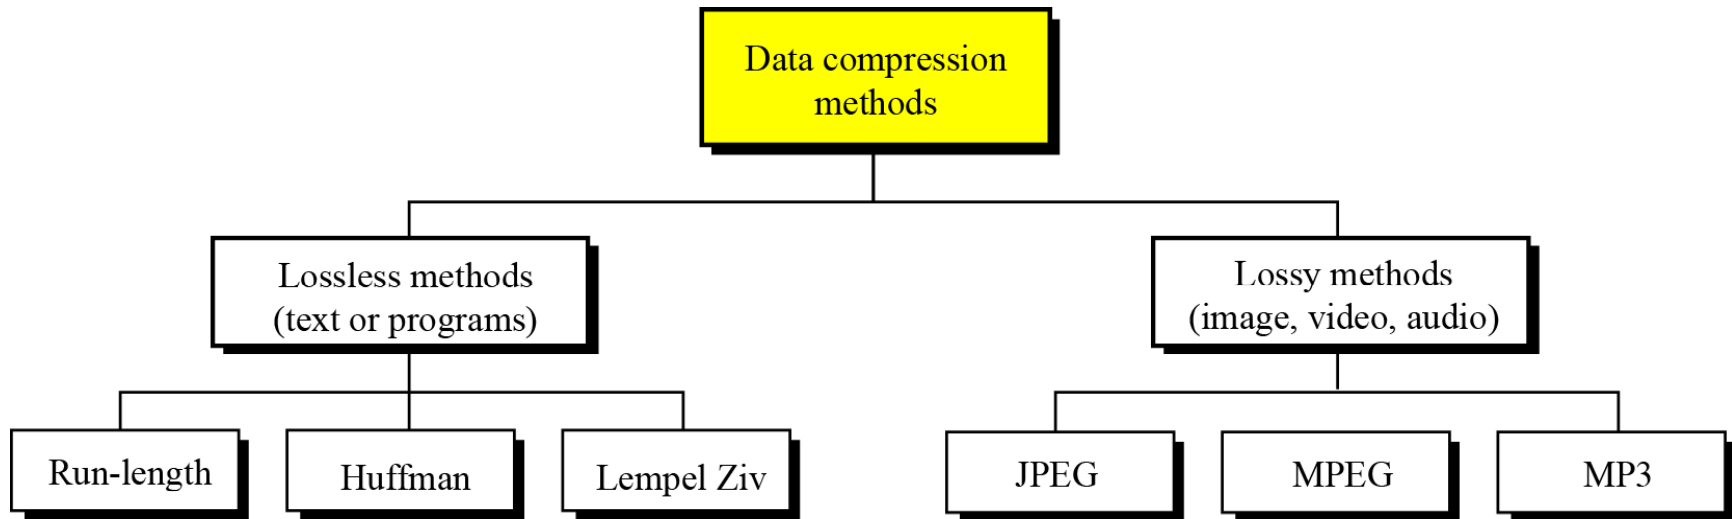 Data compression
methods
Lossless methods
(text or programs)
Lossy methods
(image, video, audio)
Run-length
Huffman
Lempel Ziv
JPEG
MPEG
MP3